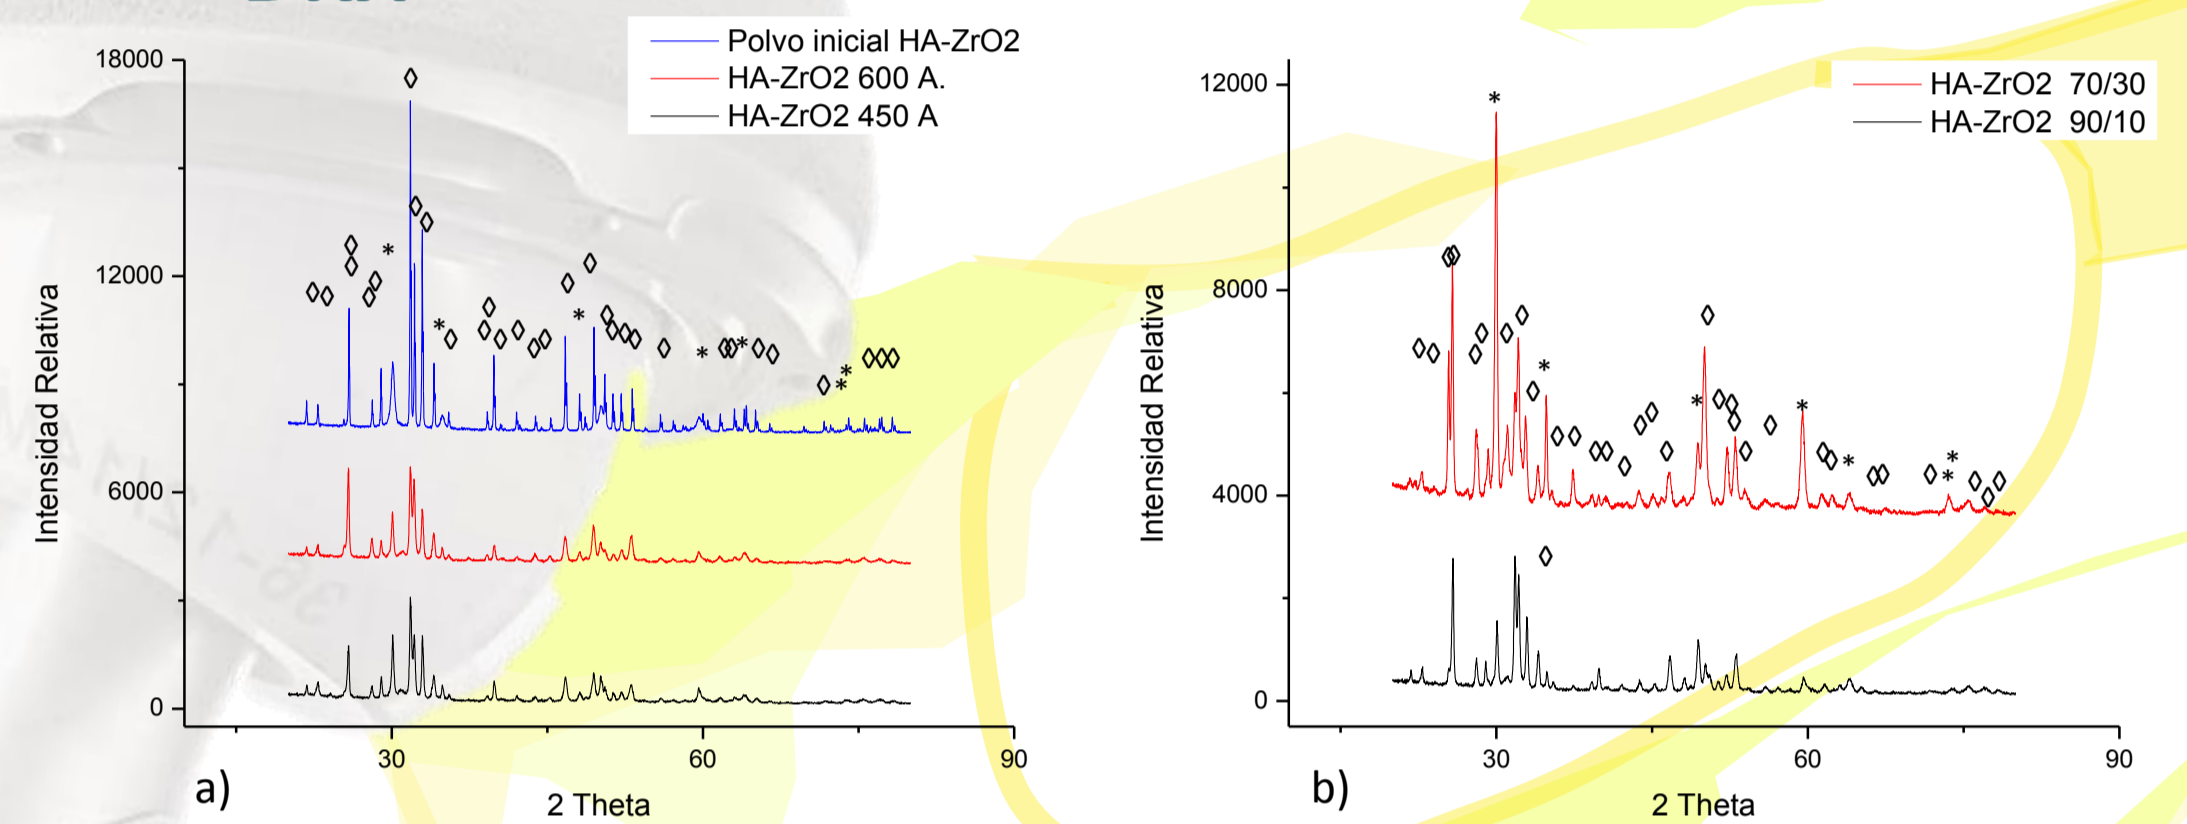 Polvo inicial HA-ZrO2
HA-ZrO2 600 A.
HA-ZrO2 450 A
18000
12000
6000
0
30
60
90
Intensidad Relativa
2 Theta
a)
HA-ZrO2 70/30
HA-ZrO2 90/10
12000
8000
4000
0
30
60
90
Intensidad Relativa
2 Theta
b)